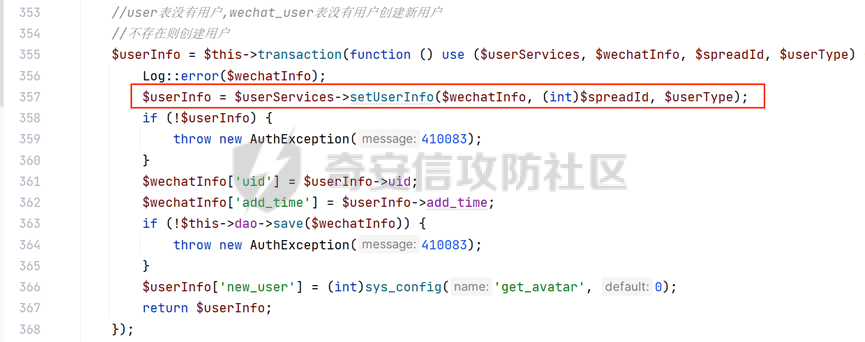 353 //user表没有用户,wechat_user表没有用户创建新用户
354 //不存在则创建用户
355 $userInfo = $this->transaction(function () use ($userServices, $wechatInfo, $spreadId, $userType)
356 Log::error($wechatInfo);
357 $userInfo = $userServices->setUserInfo($wechatInfo, (int)$spreadId, $userType);
358 if (!$userInfo) {
359 throw new AuthException( message: 410083);
360 }
361 $wechatInfo['uid'] = $userInfo->uid;
362 $wechatInfo['add_time'] = $userInfo->add_time;
363 if (!$this->dao->save($wechatInfo)) {
364 throw new AuthException( message: 410083);
365 }
366 $userInfo['new_user'] = (int)sys_config( name: 'get_avatar', default: 0);
367 return $userInfo;
368 });
奇安信攻防社区